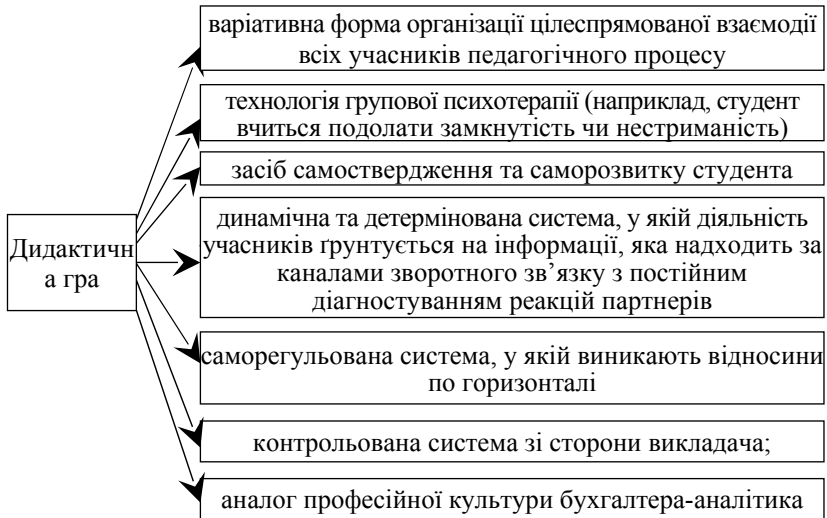 варіативна форма організації цілеспрямованої взаємодії
всіх учасників педагогічного процесу
технологія групової психотерапії (наприклад, студент
вчиться подолати замкнутість чи нестриманість)
засіб самоствердження та саморозвитку студента
Дидактичн
а гра
динамічна та детермінована система, у якій діяльність
учасників ґрунтується на інформації, яка надходить за
каналами зворотного зв’язку з постійним
діагностуванням реакцій партнерів
саморегульована система, у якій виникають відносини
по горизонталі
контрольована система зі сторони викладача;
аналог професійної культури бухгалтера-аналітика